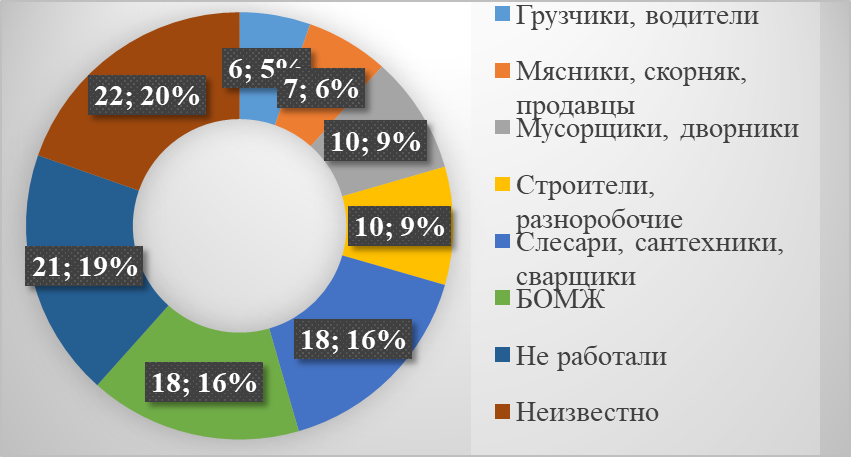 6; 5%
7; 6%
10; 9%
10; 9%
18; 16%
18; 16%
21; 19%
22; 20%
Грузчики, водители
Мясники, скорняк,
продавцы
Мусорщики, дворники
Строители,
разноробочие
Слесари, сантехники,
сварщики
БОМЖ
Не работали
Неизвестно